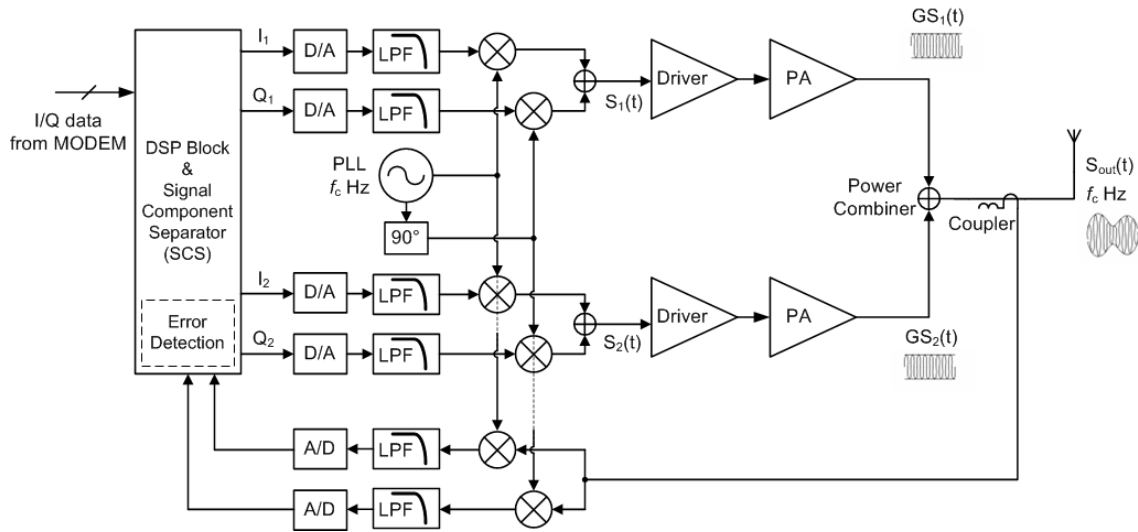 I/Q data
from MODEM
DSP Block
&
Signal
Component
Separator
(SCS)
Error
Detection
I1
D/A
LPF
Q1
D/A
LPF
PLL
fc Hz
90°
I2
D/A
LPF
Q2
D/A
LPF
A/D
LPF
A/D
LPF
S1(t)
Driver
PA
GS1(t)
S2(t)
Driver
PA
GS2(t)
Power
Combiner
Coupler
Sout(t)
fc Hz